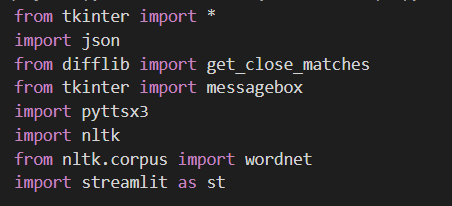 from tkinter import *
import json
from difflib import get_close_matches
from tkinter import messagebox
import pyttsx3
import nltk
from nltk.corpus import wordnet
import streamlit as st